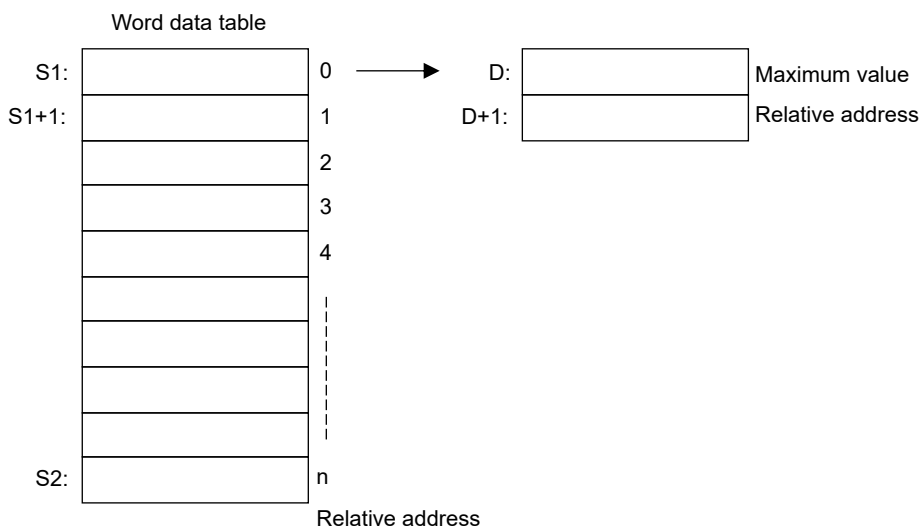 Word data table
S1: 0 D: Maximum value
S1+1: 1 D+1: Relative address
2
3
4
S2: n
Relative address